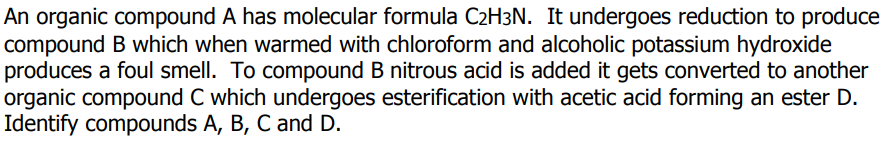 An organic compound A has molecular formula C2H3N.  It undergoes reduction to produce
compound B which when warmed with chloroform and alcoholic potassium hydroxide
produces a foul smell.  To compound B nitrous acid is added it gets converted to another
organic compound C which undergoes esterification with acetic acid forming an ester D.
Identify compounds A, B, C and D.